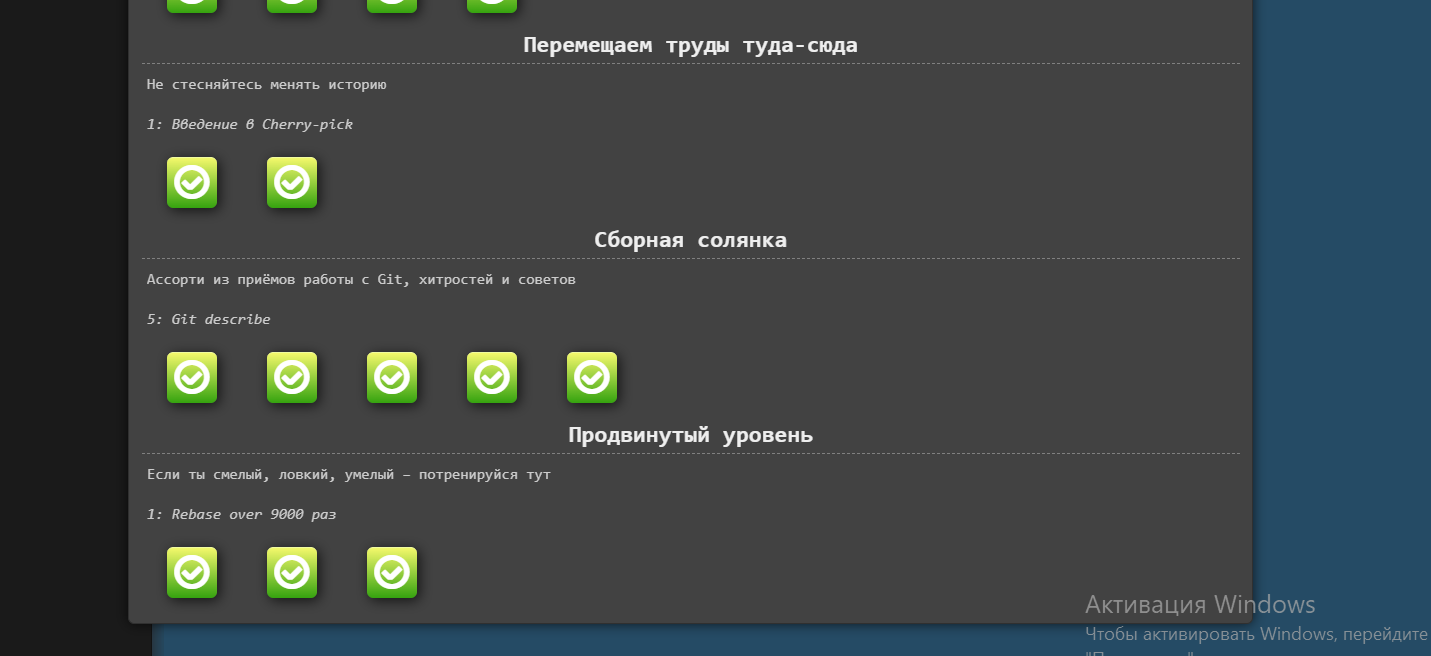 Перемещаем труды туда-сюда
Не стесняйтесь менять историю
1: Введение в Cherry-pick
Сборная солянка
Ассорти из приёмов работы с Git, хитростей и советов
5: Git describe
Продвинутый уровень
Если ты смелый, ловкий, умелый – потренируйся тут
1: Rebase over 9000 раз
Активация Windows
Чтобы активировать Windows, перейдите